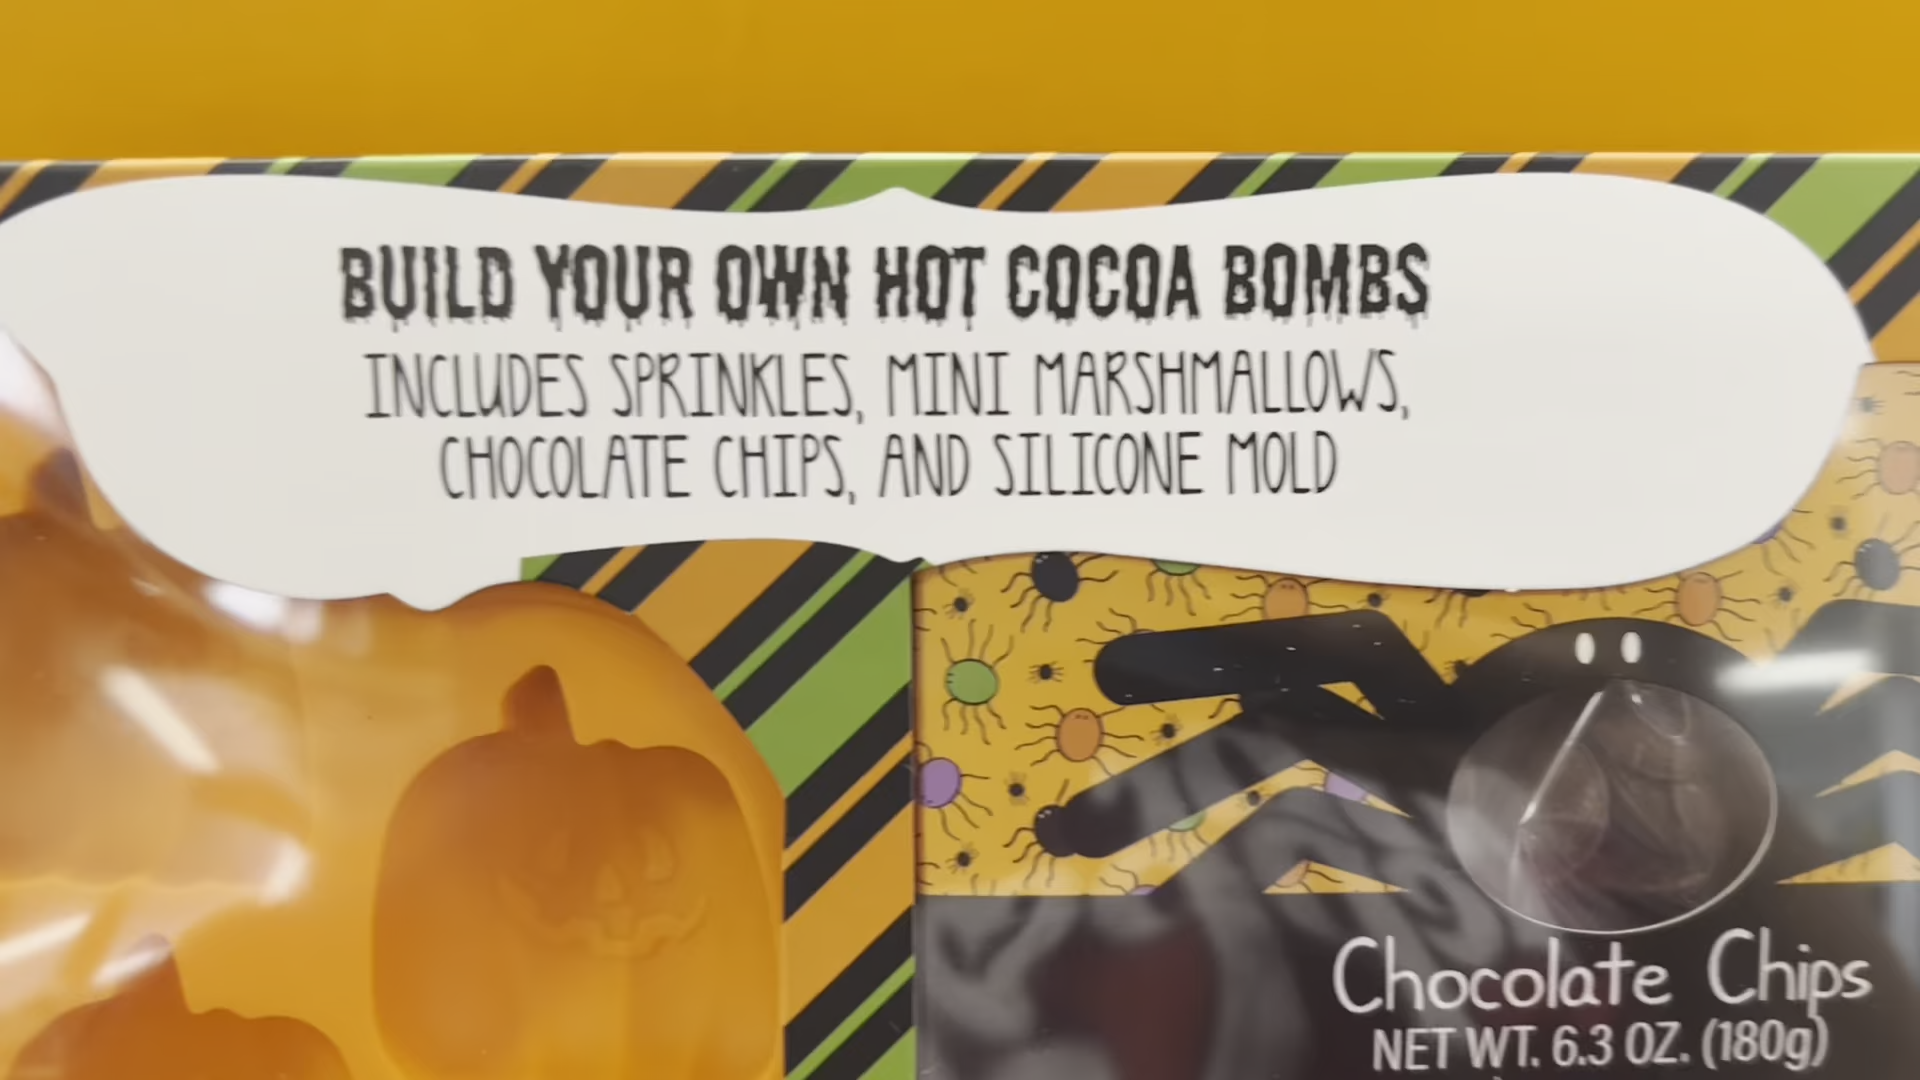 BUILD YOUR OWN HOT COCOA BOMBS
INCLUDES SPRINKLES, MINI MARSHMALLOWS,
CHOCOLATE CHIPS, AND SILICONE MOLD
Chocolate Chips
NET WT. 6.3 OZ. (180g)